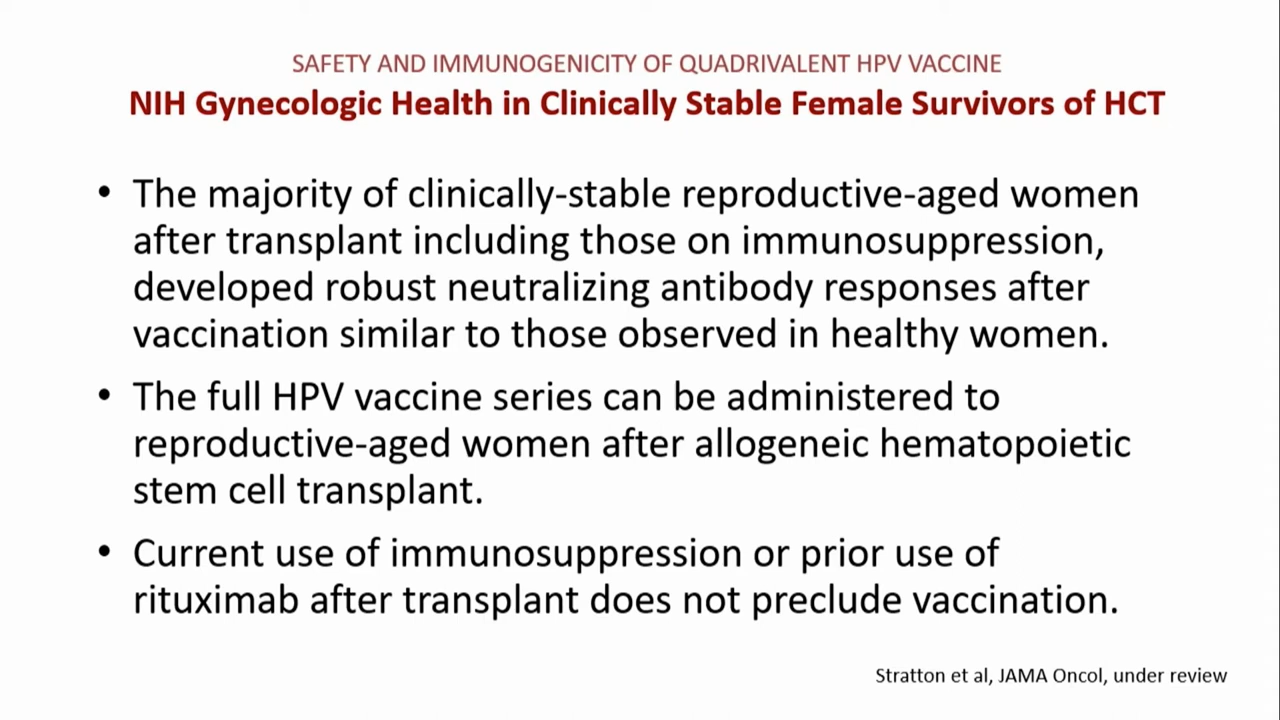 SAFETY AND IMMUNOGENICITY OF QUADRIVALENT HPV VACCINE
NIH Gynecologic Health in Clinically Stable Female Survivors of HCT
• The majority of clinically-stable reproductive-aged women
after transplant including those on immunosuppression,
developed robust neutralizing antibody responses after
vaccination similar to those observed in healthy women.
• The full HPV vaccine series can be administered to
reproductive-aged women after allogeneic hematopoietic
stem cell transplant.
• Current use of immunosuppression or prior use of
rituximab after transplant does not preclude vaccination.
Stratton et al, JAMA Oncol, under review